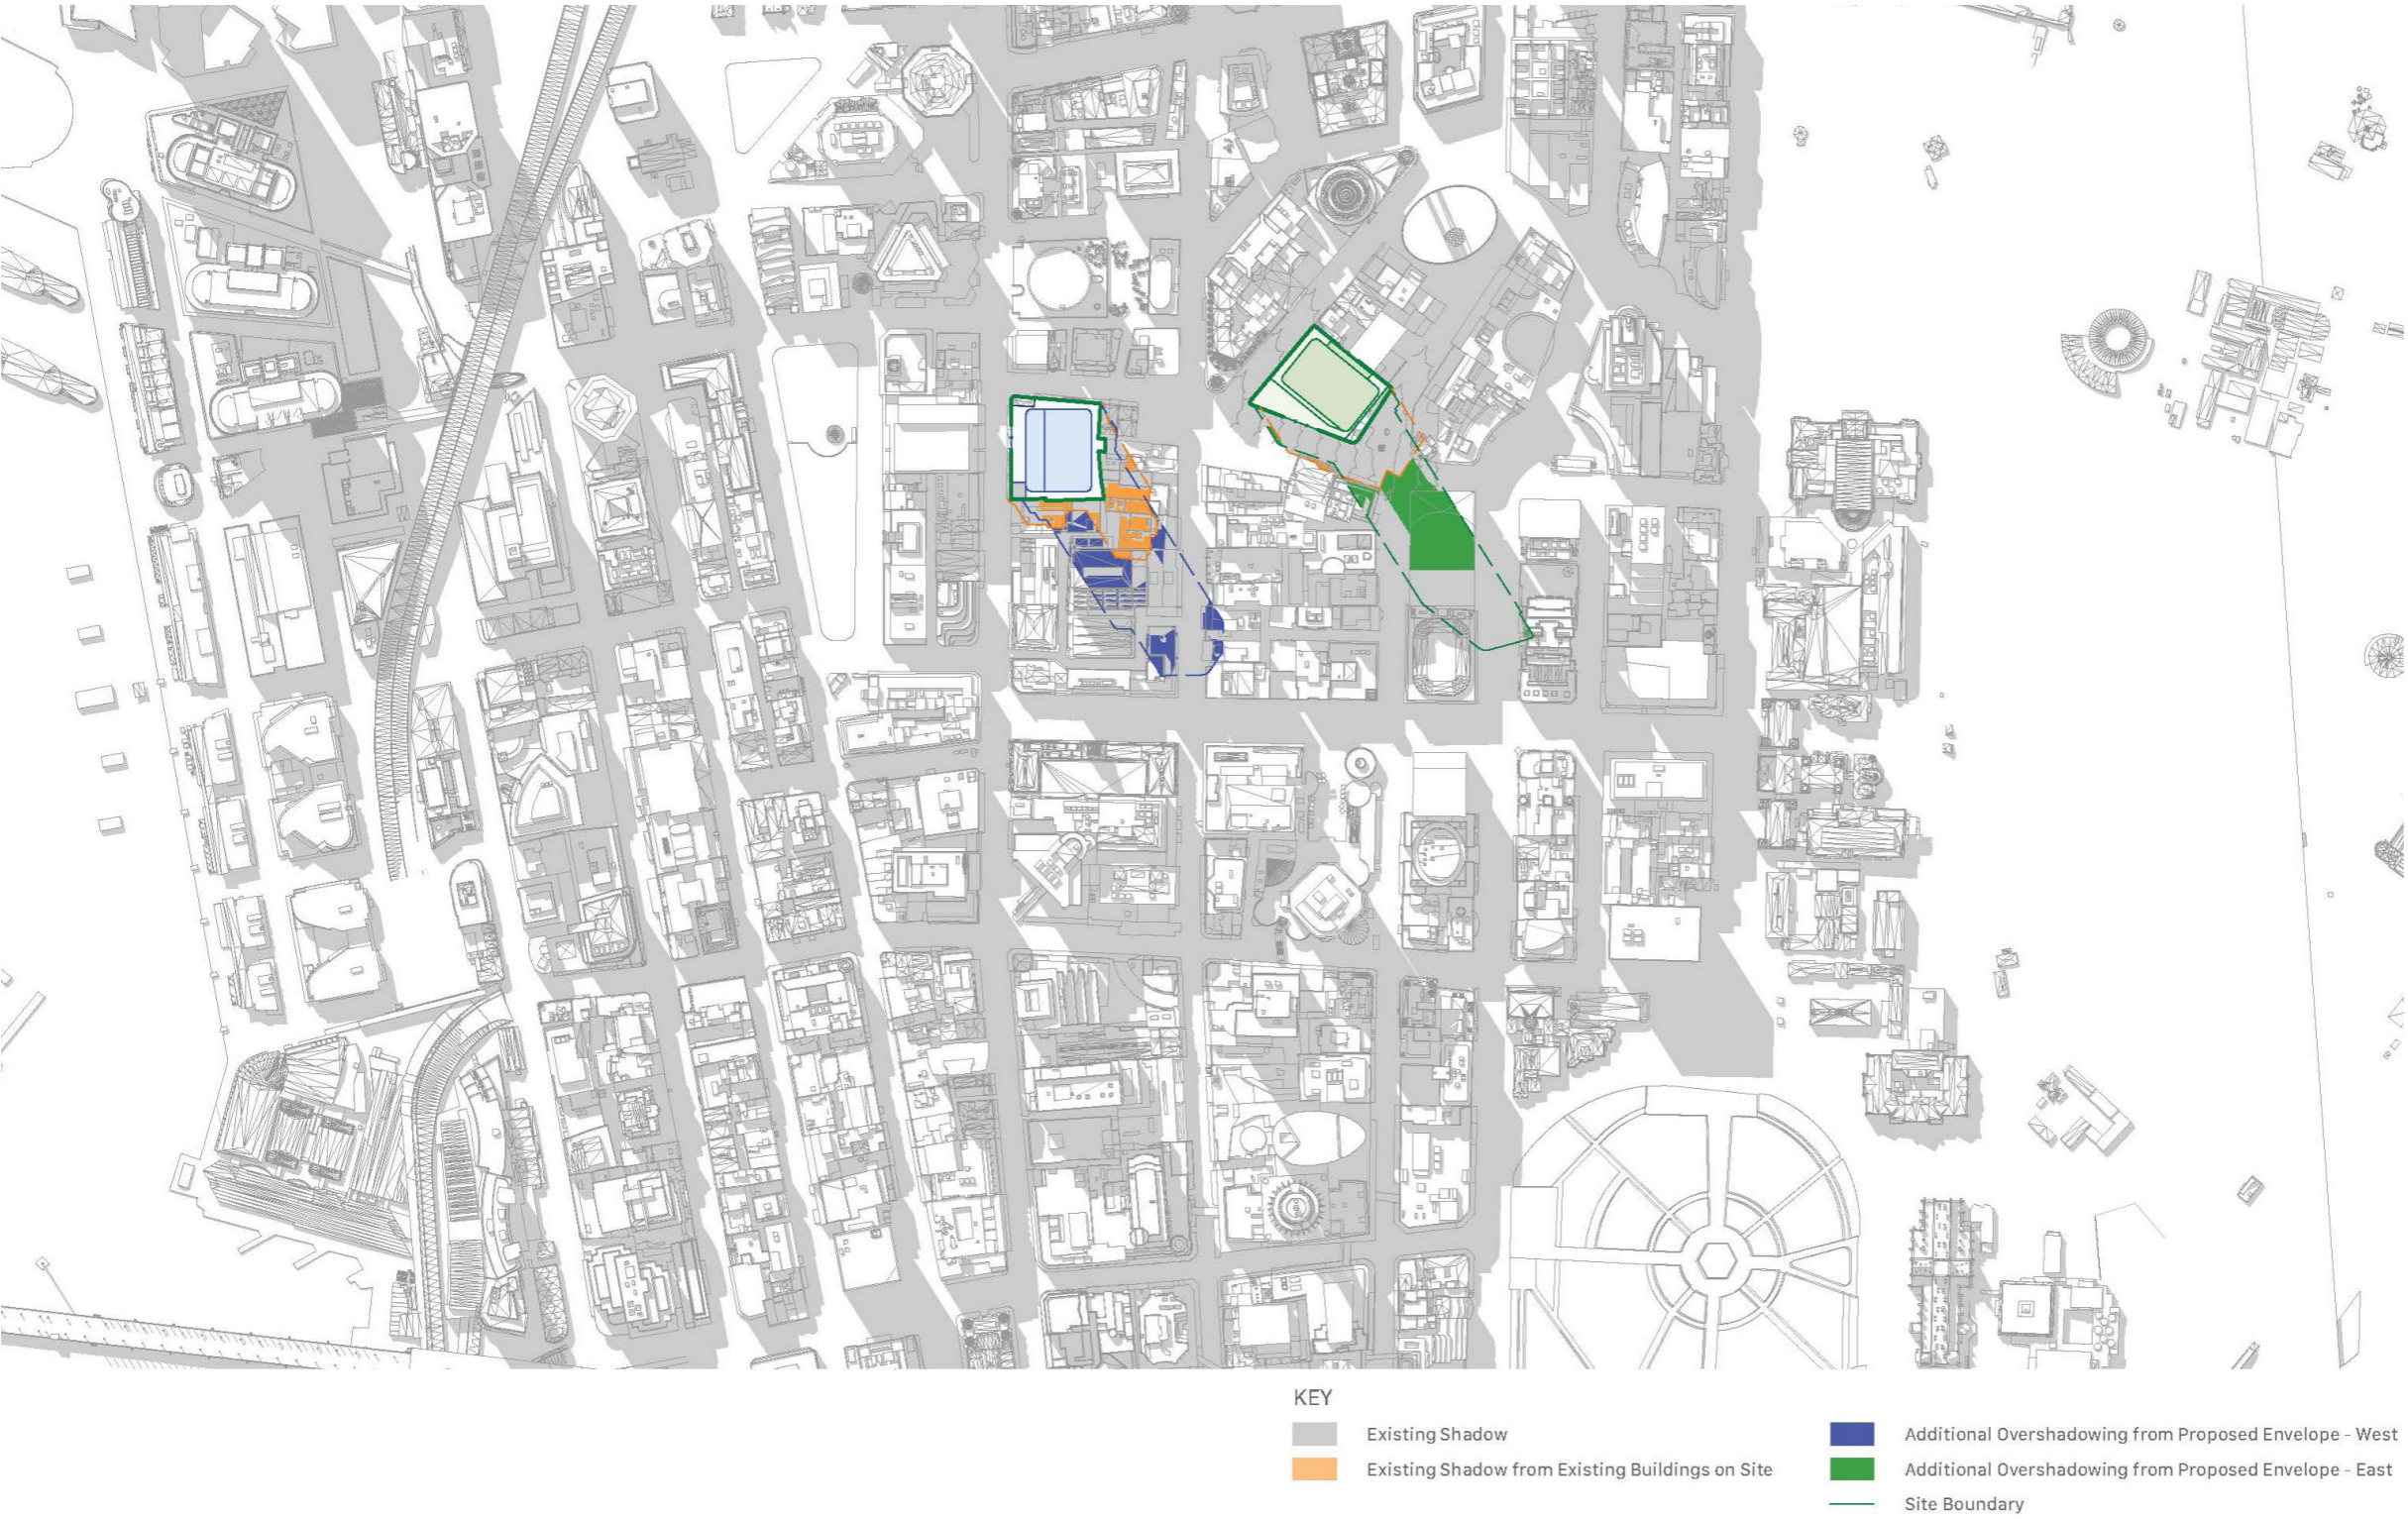 KEY
Existing Shadow
Existing Shadow from Existing Buildings on Site
Additional Overshadowing from Proposed Envelope - West
Additional Overshadowing from Proposed Envelope - East
Site Boundary